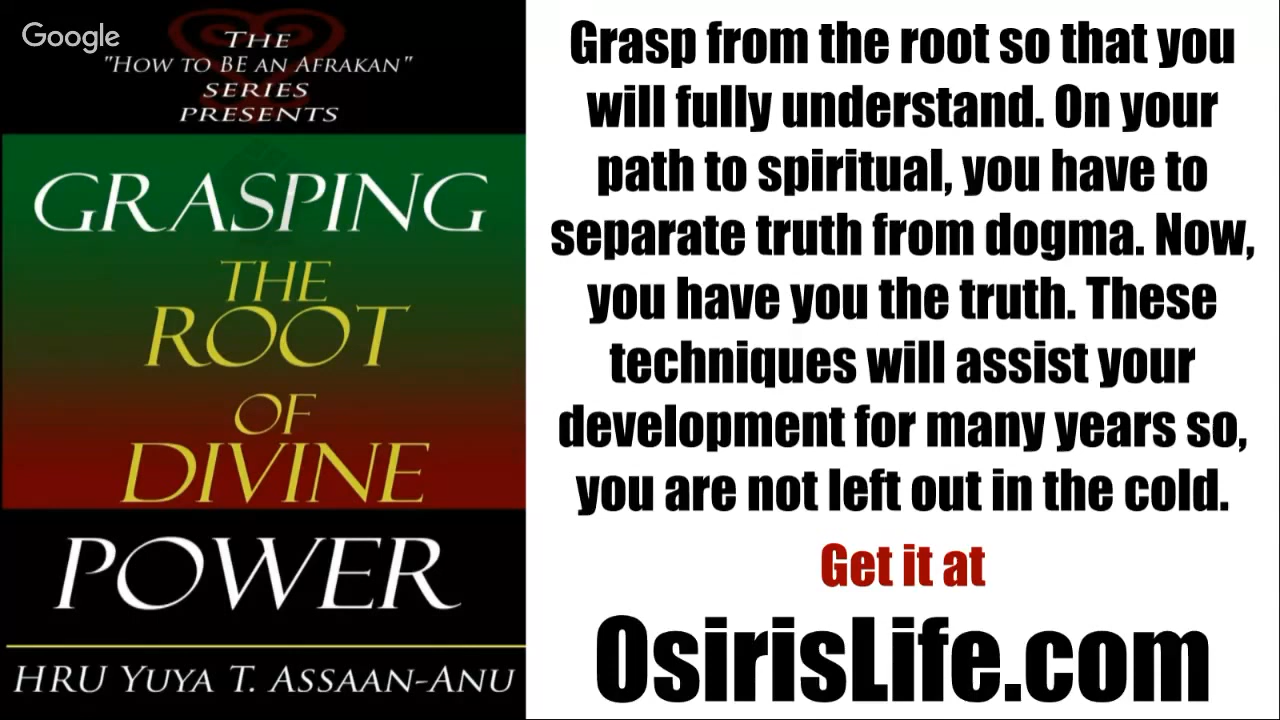 Google
THE
"HOW TO BE AN AFRAKAN"
SERIES
PRESENTS
GRASPING
THE
ROOT
OF
DIVINE
POWER
HRU YUYA T. ASSAAN-ANU
Grasp from the root so that you
will fully understand. On your
path to spiritual, you have to
separate truth from dogma. Now,
you have you the truth. These
techniques will assist your
development for many years so,
you are not left out in the cold.
Get it at
OsirisLife.com